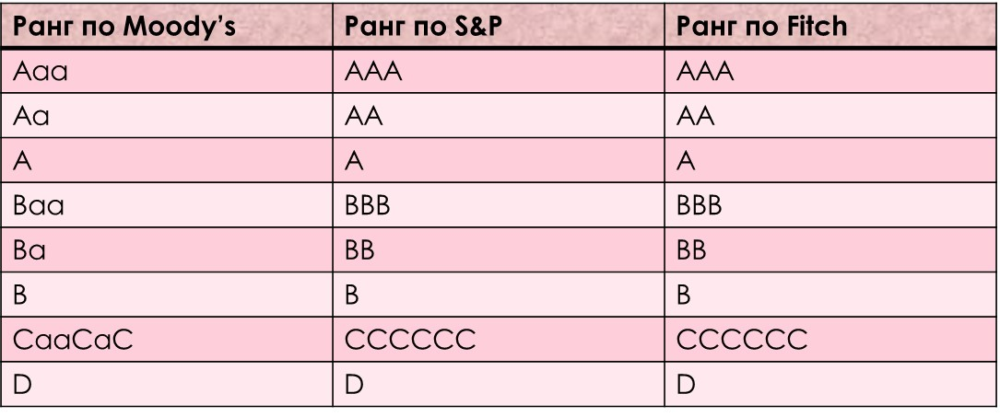 Ранг по Moody’s Ранг по S&P Ранг по Fitch
Aaa AAA AAA
Aa AA AA
A A A
Baa BBB BBB
Ba BB BB
B B B
CaaCaC CCCCCC CCCCCC
D D D